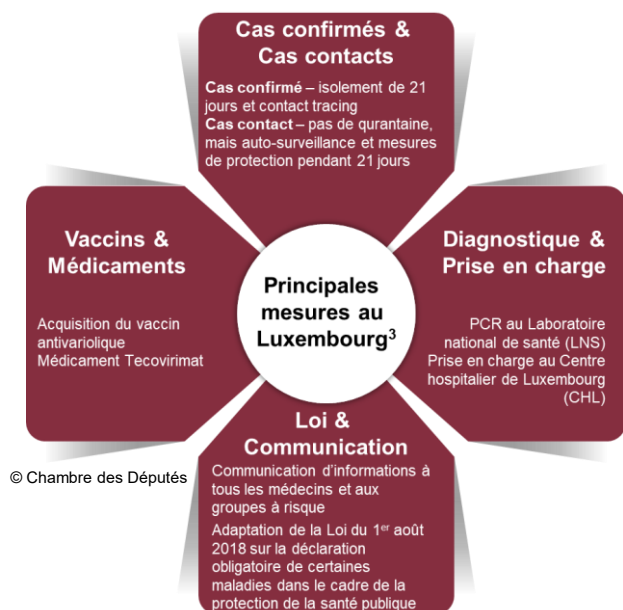 Cas confirmés &
Cas contacts
Cas confirmé – isolement de 21
jours et contact tracing
Cas contact – pas de qurantaine,
mais auto-surveillance et mesures
de protection pendant 21 jours
Vaccins &
Médicaments
Acquisition du vaccin
antivariolique
Médicament Tecovirimat
Principales
mesures au
Luxembourg³
Diagnostique &
Prise en charge
PCR au Laboratoire
national de santé (LNS)
Prise en charge au Centre
hospitalier de Luxembourg
(CHL)
Loi &
Communication
Communication d’informations à
tous les médecins et aux
groupes à risque
Adaptation de la Loi du 1er août
2018 sur la déclaration
obligatoire de certaines
maladies dans le cadre de la
protection de la santé publique
© Chambre des Députés